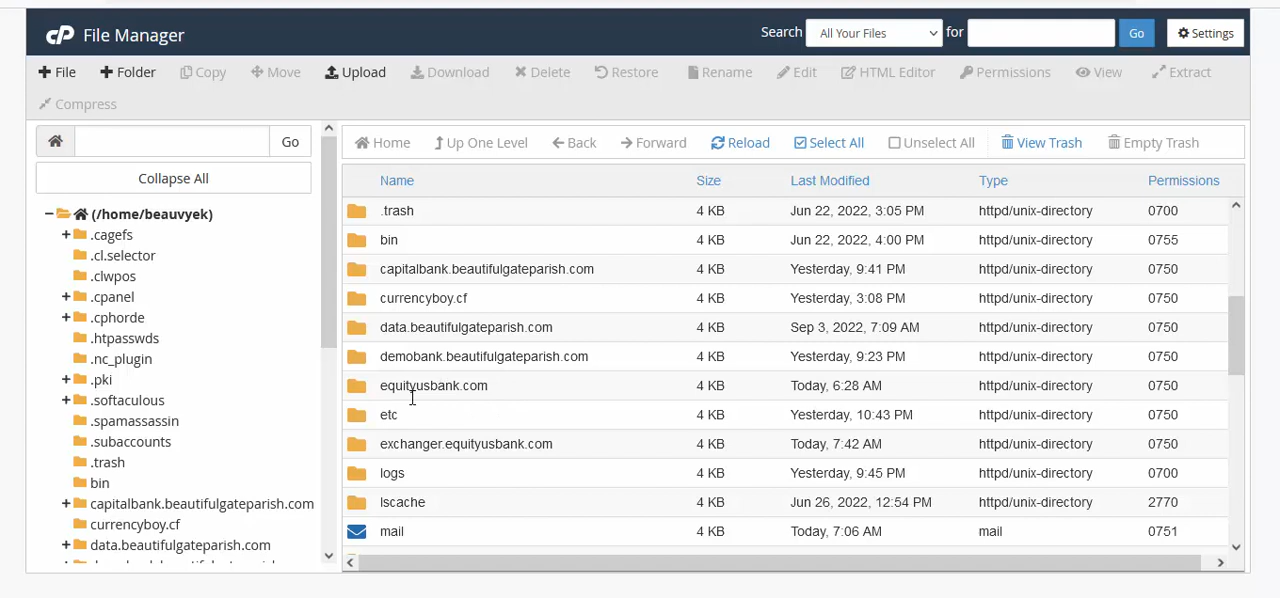 cP File Manager Search All Your Files for Go Settings
File Folder Copy Move Upload Download Delete Restore Rename Edit HTML Editor Permissions View Extract
Compress
Go
Collapse All
(/home/beauvyek)
.cagefs
.cl.selector
.clwpos
.cpanel
.cphorde
.htpasswds
.nc_plugin
.pki
.softaculous
.spamassassin
.subaccounts
.trash
bin
capitalbank.beautifulgateparish.com
currencyboy.cf
data.beautifulgateparish.com
Home Up One Level Back Forward Reload Select All Unselect All View Trash Empty Trash
Name Size Last Modified Type Permissions
.trash 4 KB Jun 22, 2022, 3:05 PM httpd/unix-directory 0700
bin 4 KB Jun 22, 2022, 4:00 PM httpd/unix-directory 0755
capitalbank.beautifulgateparish.com 4 KB Yesterday, 9:41 PM httpd/unix-directory 0750
currencyboy.cf 4 KB Yesterday, 3:08 PM httpd/unix-directory 0750
data.beautifulgateparish.com 4 KB Sep 3, 2022, 7:09 AM httpd/unix-directory 0750
demobank.beautifulgateparish.com 4 KB Yesterday, 9:23 PM httpd/unix-directory 0750
equityusbank.com 4 KB Today, 6:28 AM httpd/unix-directory 0750
etc 4 KB Yesterday, 10:43 PM httpd/unix-directory 0750
exchanger.equityusbank.com 4 KB Today, 7:42 AM httpd/unix-directory 0750
logs 4 KB Yesterday, 9:45 PM httpd/unix-directory 0700
lscache 4 KB Jun 26, 2022, 12:54 PM httpd/unix-directory 2770
mail 4 KB Today, 7:06 AM mail 0751